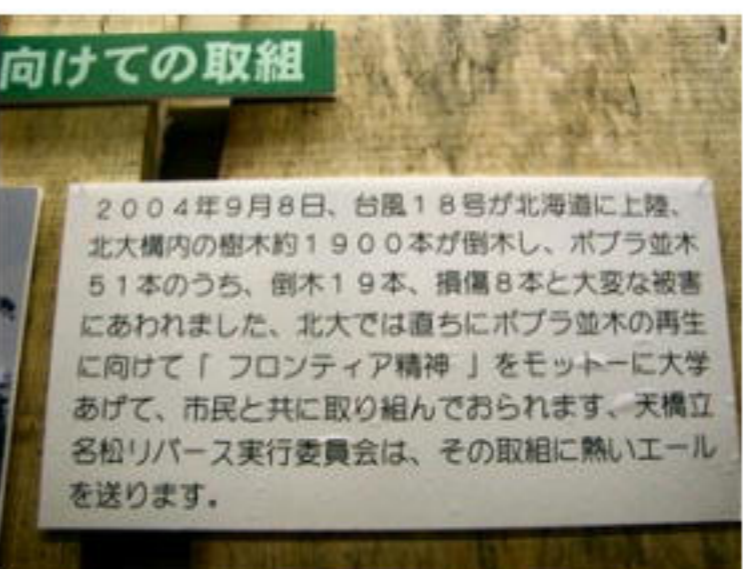 向けての取組
2004年9月8日、台風18号が北海道に上陸、
北大構内の樹木約1900本が倒木し、ポプラ並木
51本のうち、倒木19本、損傷8本と大変な被害
にあわれました、北大では直ちにポプラ並木の再生
に向けて「 フロンティア精神 」をモットーに大学
あげて、市民と共に取り組んでおられます、天橋立
名松リバース実行委員会は、その取組に熱いエール
を送ります。